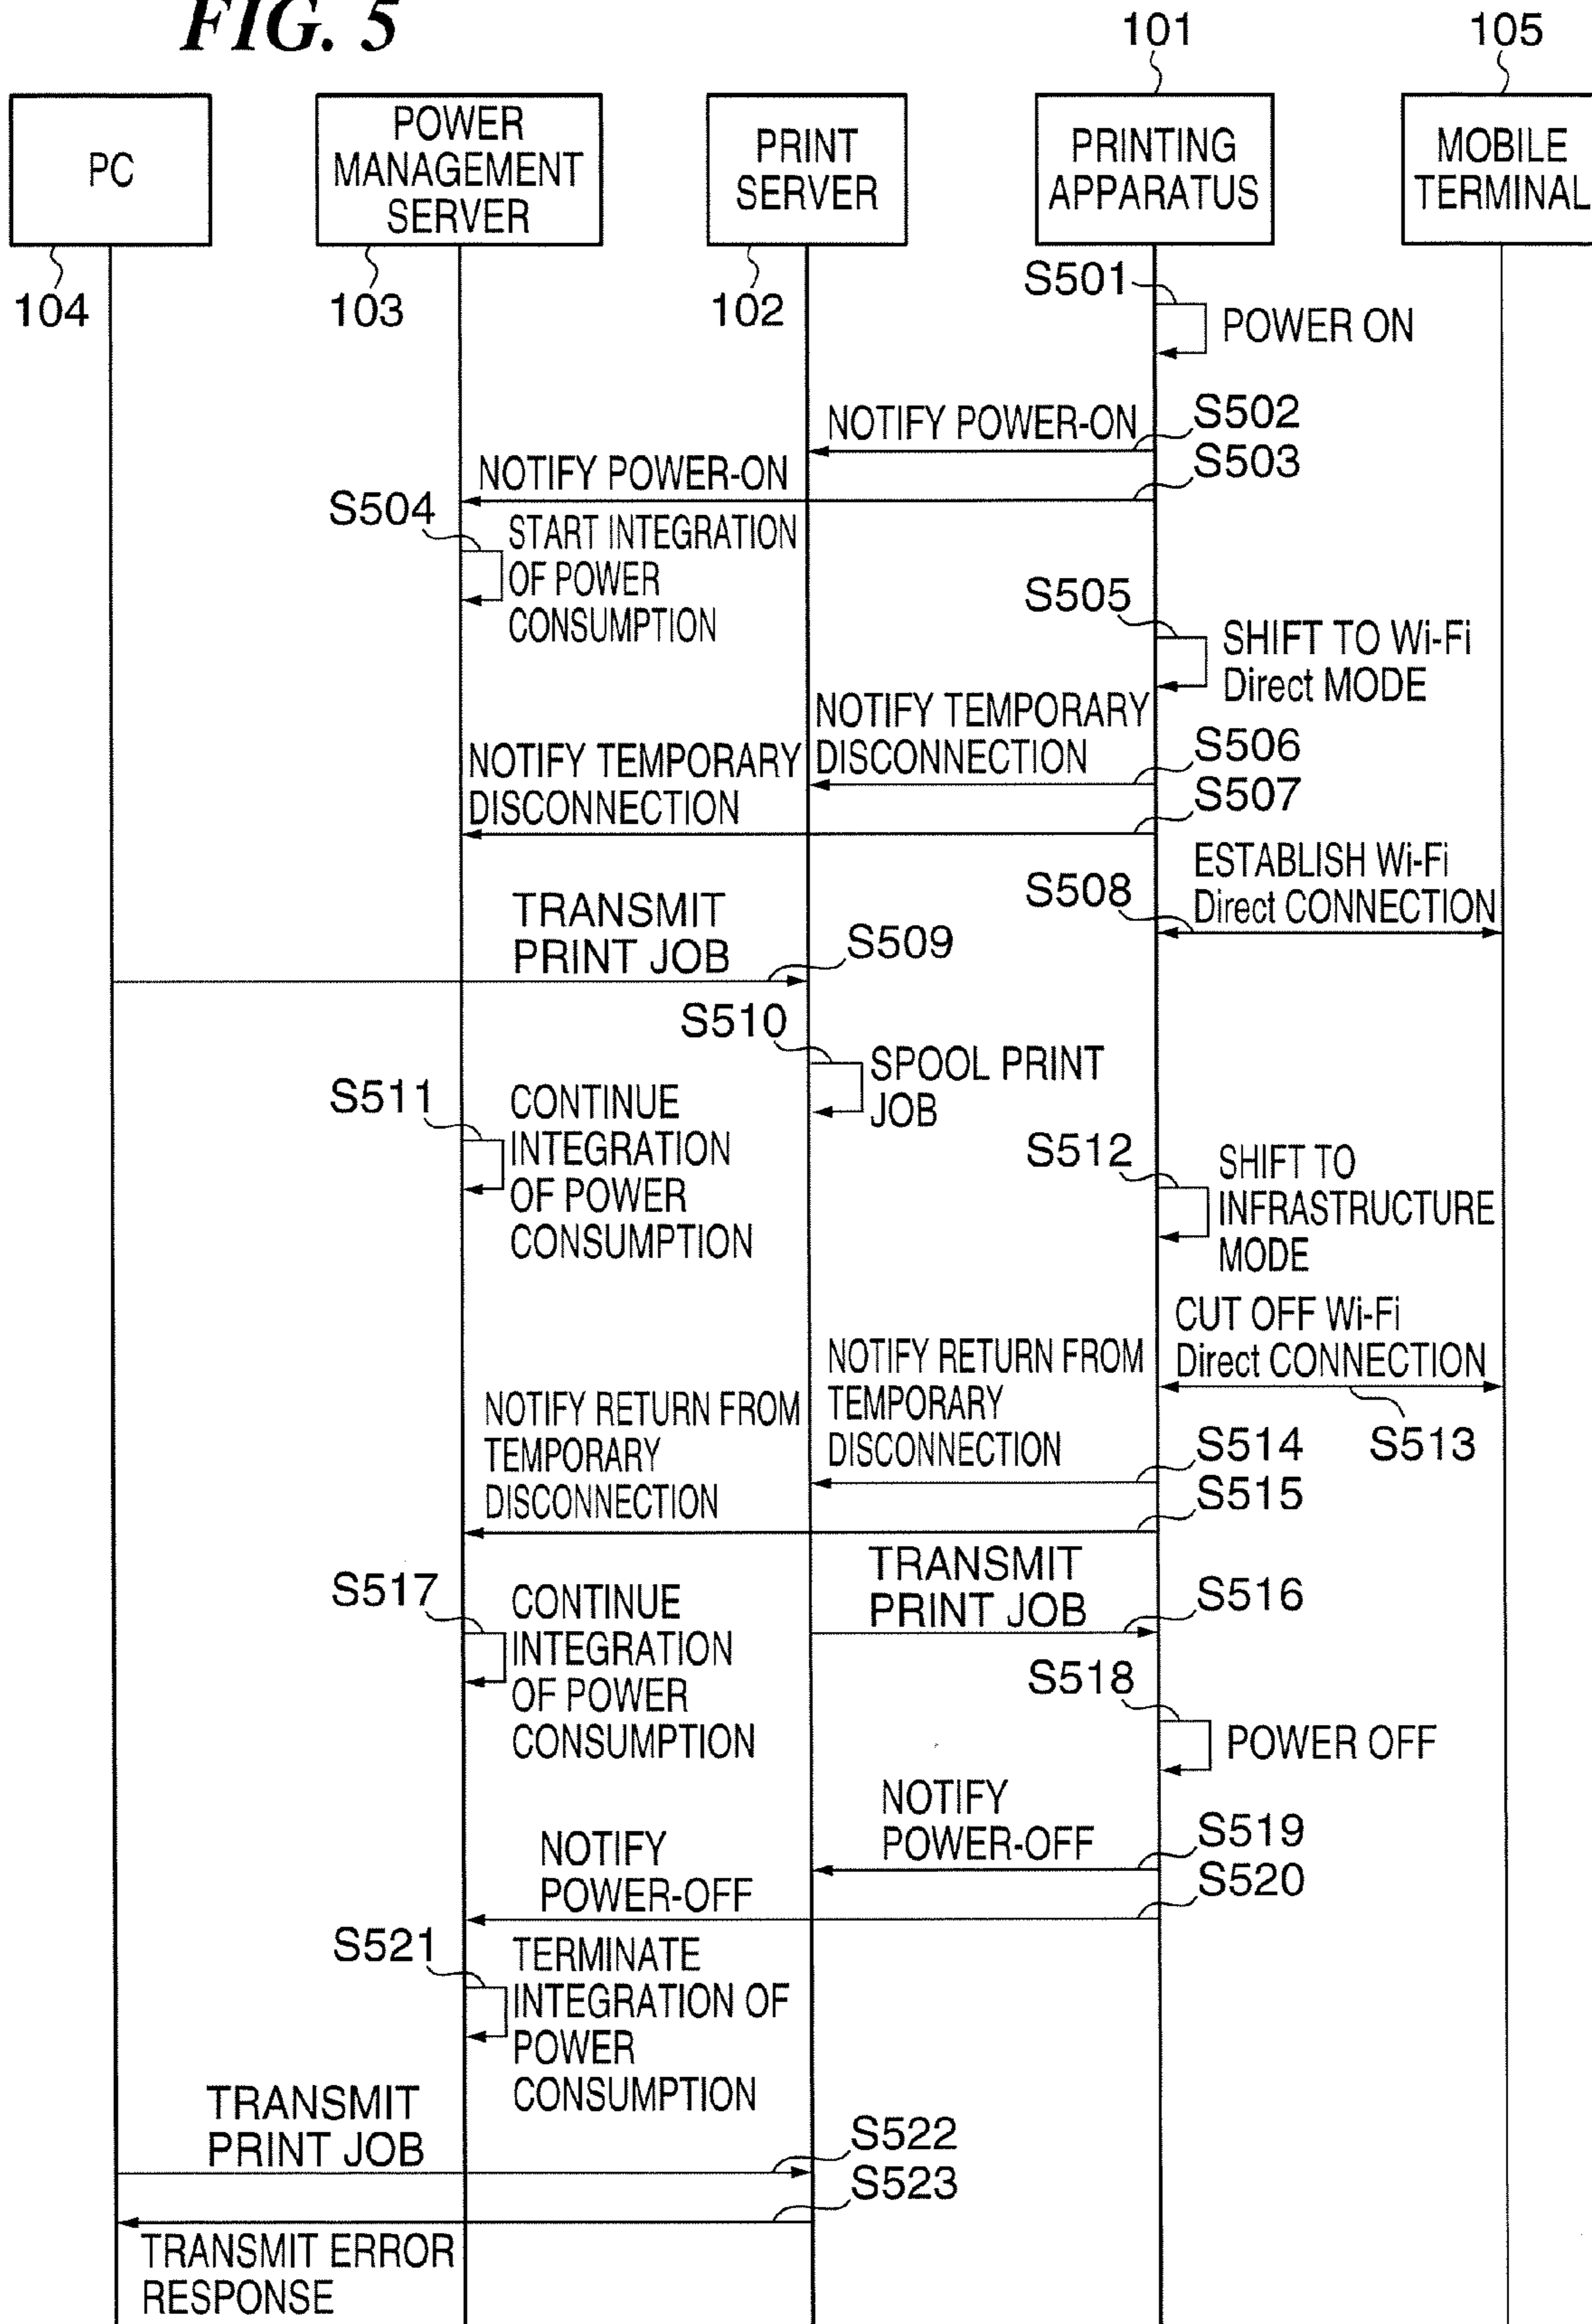 FIG. 5
101
105
PC
POWER
MANAGEMENT
SERVER
PRINT
SERVER
PRINTING
APPARATUS
MOBILE
TERMINAL
104
103
102
S501
POWER ON
NOTIFY POWER-ON
S502
NOTIFY POWER-ON
S503
S504
START INTEGRATION
OF POWER
CONSUMPTION
S505
SHIFT TO Wi-Fi
Direct MODE
NOTIFY TEMPORARY
DISCONNECTION
S506
NOTIFY TEMPORARY
DISCONNECTION
S507
ESTABLISH Wi-Fi
Direct CONNECTION
S508
TRANSMIT
PRINT JOB
S509
S510
SPOOL PRINT
JOB
S511
CONTINUE
INTEGRATION
OF POWER
CONSUMPTION
S512
SHIFT TO
INFRASTRUCTURE
MODE
CUT OFF Wi-Fi
Direct CONNECTION
S513
NOTIFY RETURN FROM
TEMPORARY
DISCONNECTION
S514
NOTIFY RETURN FROM
TEMPORARY
DISCONNECTION
S515
TRANSMIT
PRINT JOB
S516
S517
CONTINUE
INTEGRATION
OF POWER
CONSUMPTION
S518
POWER OFF
NOTIFY
POWER-OFF
S519
NOTIFY
POWER-OFF
S520
S521
TERMINATE
INTEGRATION OF
POWER
CONSUMPTION
TRANSMIT
PRINT JOB
S522
S523
TRANSMIT ERROR
RESPONSE